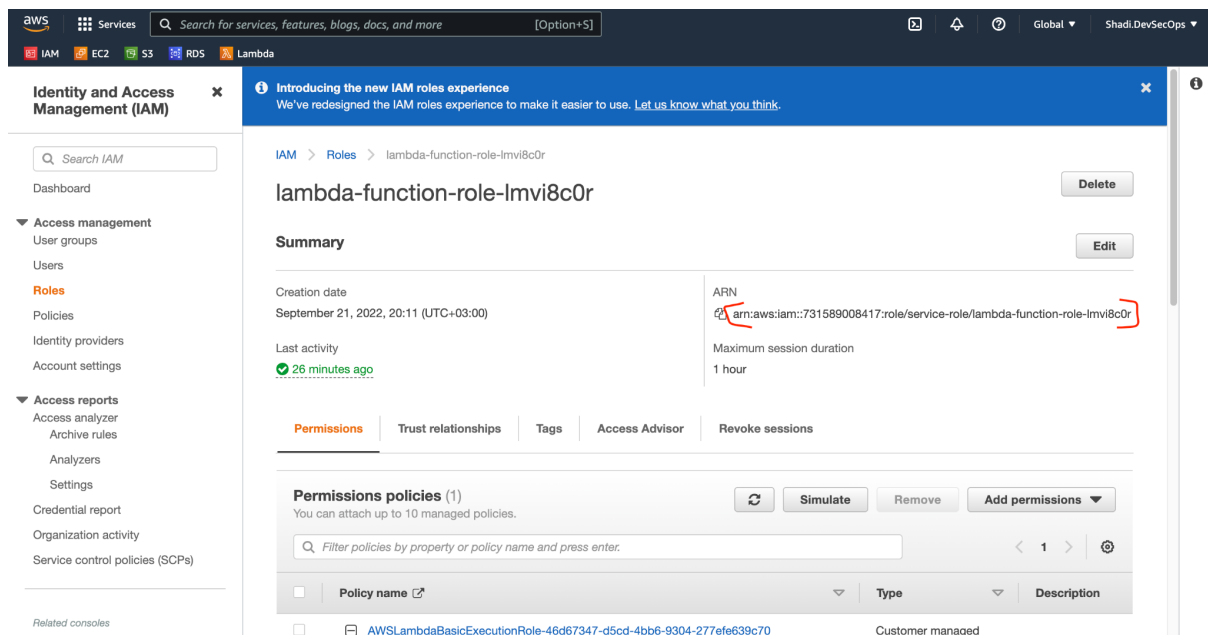 aws Services Search for services, features, blogs, docs, and more [Option+S] Global ▼ Shadi.DevSecOps ▼
IAM EC2 S3 RDS Lambda
Identity and Access
Management (IAM)
Search IAM
Dashboard
Access management
User groups
Users
Roles
Policies
Identity providers
Account settings
Access reports
Access analyzer
Archive rules
Analyzers
Settings
Credential report
Organization activity
Service control policies (SCPs)
Related consoles
Introducing the new IAM roles experience
We've redesigned the IAM roles experience to make it easier to use. Let us know what you think.
IAM > Roles > lambda-function-role-lmvi8c0r
lambda-function-role-lmvi8c0r
Delete
Summary
Edit
Creation date
September 21, 2022, 20:11 (UTC+03:00)
Last activity
26 minutes ago
ARN
arn:aws:iam::731589008417:role/service-role/lambda-function-role-lmvi8c0r
Maximum session duration
1 hour
Permissions Trust relationships Tags Access Advisor Revoke sessions
Permissions policies (1)
You can attach up to 10 managed policies.
Simulate Remove Add permissions ▼
Filter policies by property or policy name and press enter.
< 1 >
Policy name Type Description
AWSLambdaBasicExecutionRole-46d67347-d5cd-4bb6-9304-277efe639c70 Customer managed